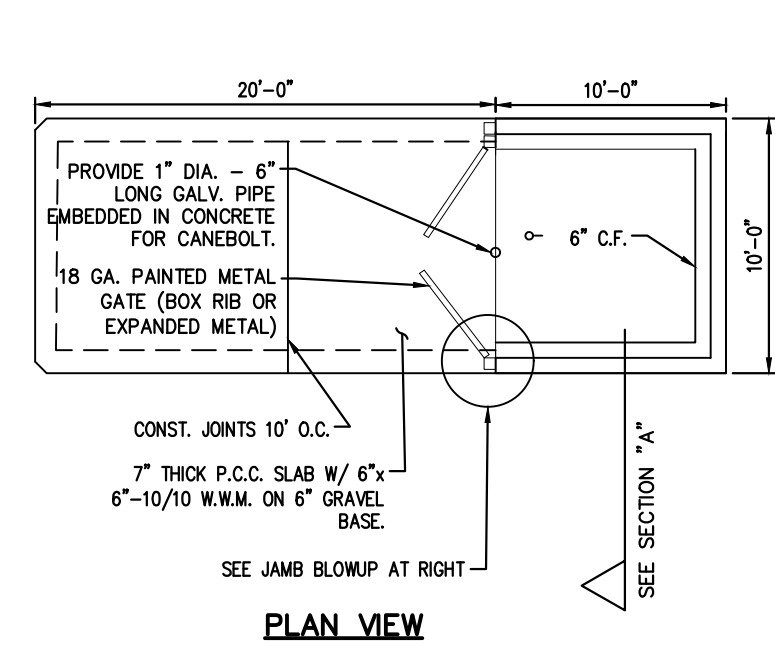 20'-0"
10'-0"
PROVIDE 1" DIA. - 6"
LONG GALV. PIPE
EMBEDDED IN CONCRETE
FOR CANEBOLT.
6" C.F.
10'-0"
18 GA. PAINTED METAL
GATE (BOX RIB OR
EXPANDED METAL)
CONST. JOINTS 10' O.C.
7" THICK P.C.C. SLAB W/ 6"x
6"-10/10 W.W.M. ON 6" GRAVEL
BASE.
SEE JAMB BLOWUP AT RIGHT
SEE SECTION "A"
PLAN VIEW